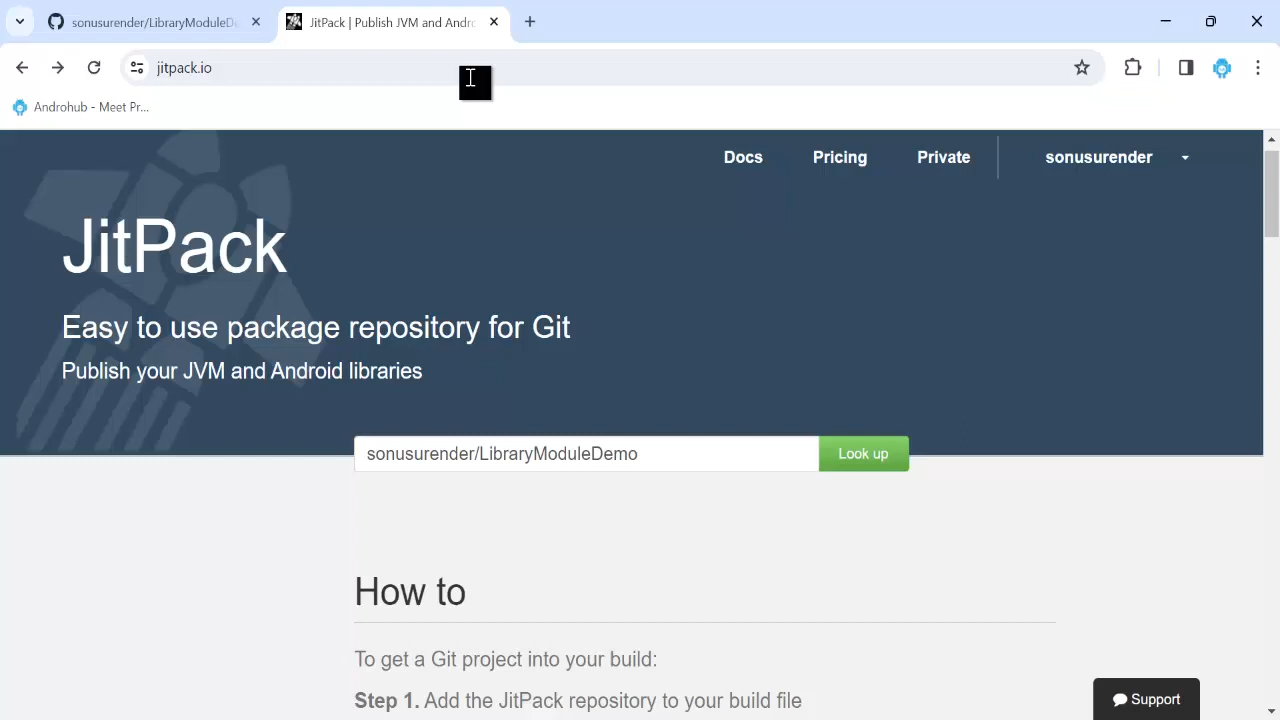 sonusurender/LibraryModuleDe
JitPack | Publish JVM and Andro
jitpack.io
Androhub - Meet Pr...
Docs
Pricing
Private
sonusurender
JitPack
Easy to use package repository for Git
Publish your JVM and Android libraries
sonusurender/LibraryModuleDemo
Look up
How to
To get a Git project into your build:
Step 1. Add the JitPack repository to your build file
Support